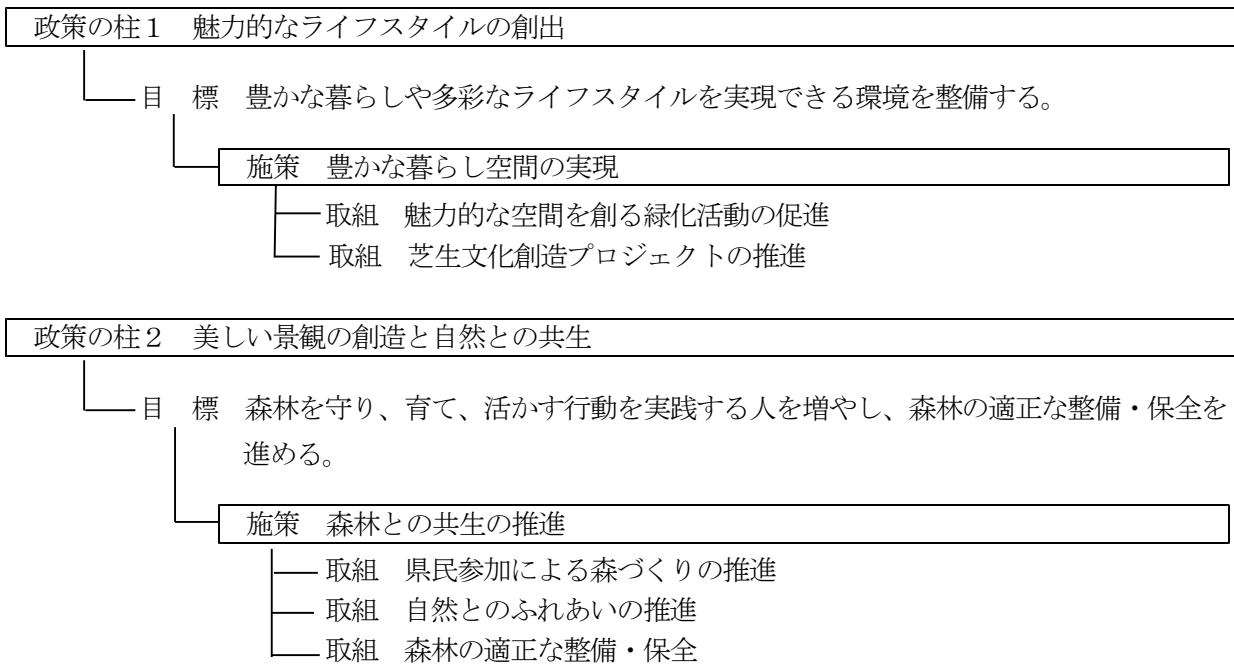 政策の柱１　魅力的なライフスタイルの創出
目　標　豊かな暮らしや多彩なライフスタイルを実現できる環境を整備する。
施策　豊かな暮らし空間の実現
取組　魅力的な空間を創る緑化活動の促進
取組　芝生文化創造プロジェクトの推進
政策の柱２　美しい景観の創造と自然との共生
目　標　森林を守り、育て、活かす行動を実践する人を増やし、森林の適正な整備・保全を
進める。
施策　森林との共生の推進
取組　県民参加による森づくりの推進
取組　自然とのふれあいの推進
取組　森林の適正な整備・保全